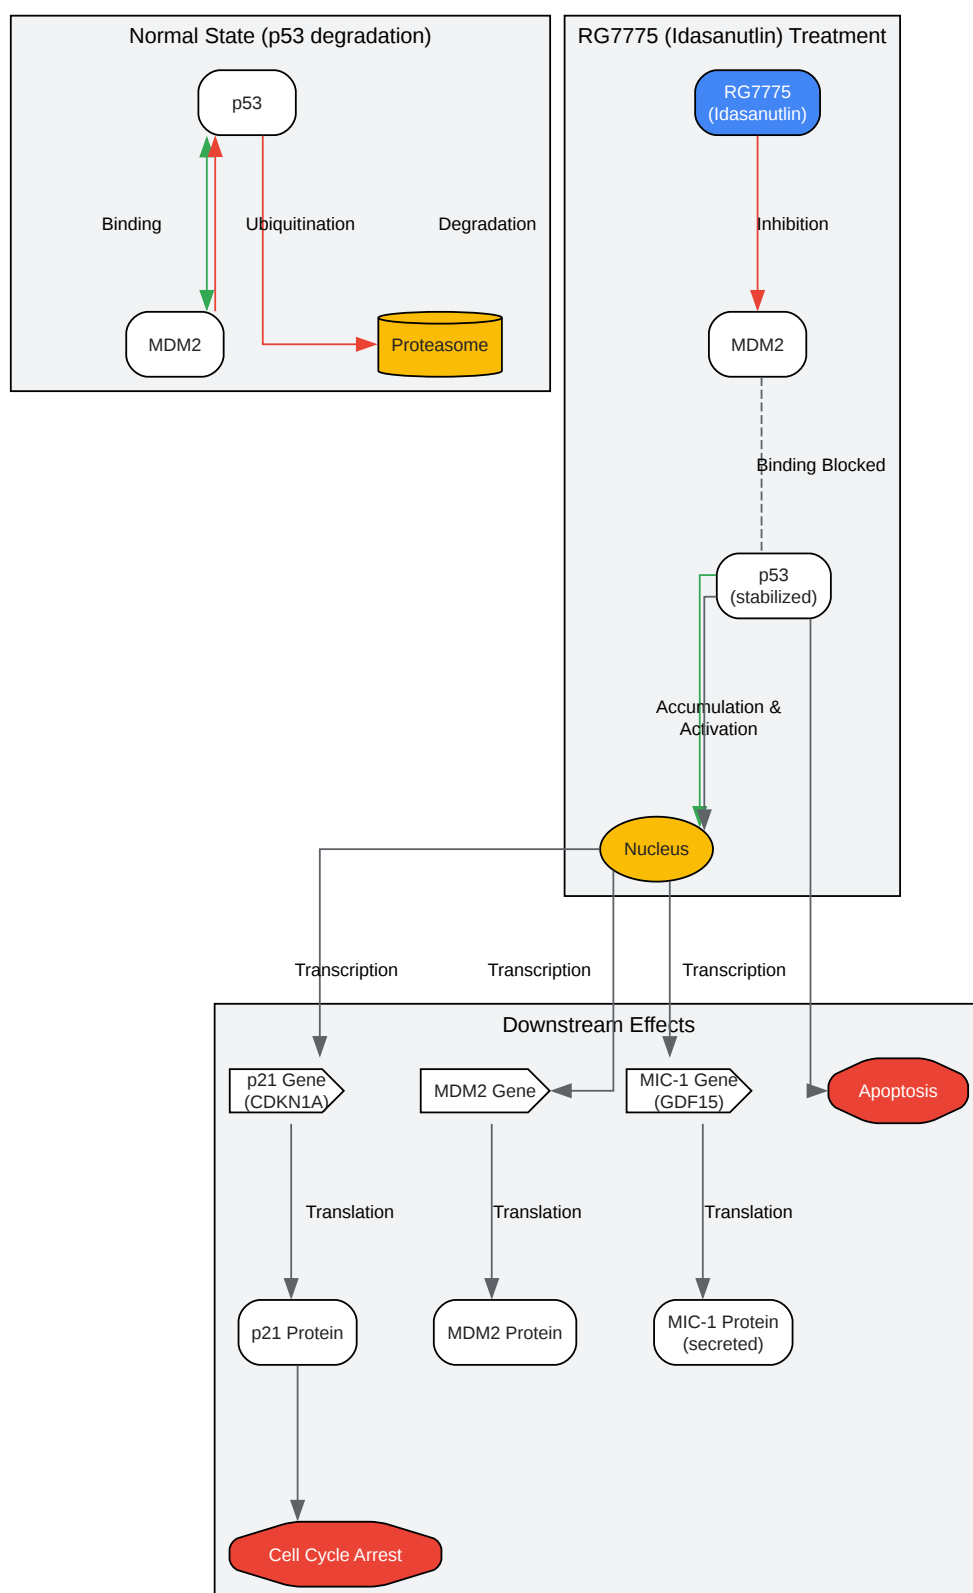 Normal State (p53 degradation)
p53
Binding
Ubiquitination
Degradation
MDM2
Proteasome
RG7775 (Idasanutlin) Treatment
RG7775
(Idasanutlin)
Inhibition
MDM2
Binding Blocked
p53
(stabilized)
Accumulation &
Activation
Nucleus
Transcription
Transcription
Transcription
Downstream Effects
p21 Gene
(CDKN1A)
MDM2 Gene
MIC-1 Gene
(GDF15)
Apoptosis
Translation
Translation
Translation
p21 Protein
MDM2 Protein
MIC-1 Protein
(secreted)
Cell Cycle Arrest